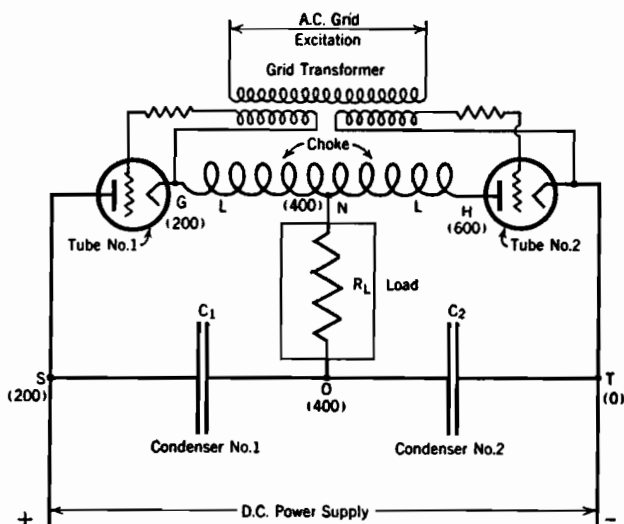 A.C. Grid
Excitation
Grid Transformer
Choke
G
L
(400)
N
L
H
(200)
(600)
Tube No.1
Tube No.2
(200)
RL Load
C1
C2
S
T
(200)
O
(0)
(400)
Condenser No.1
Condenser No.2
+
D.C. Power Supply
-